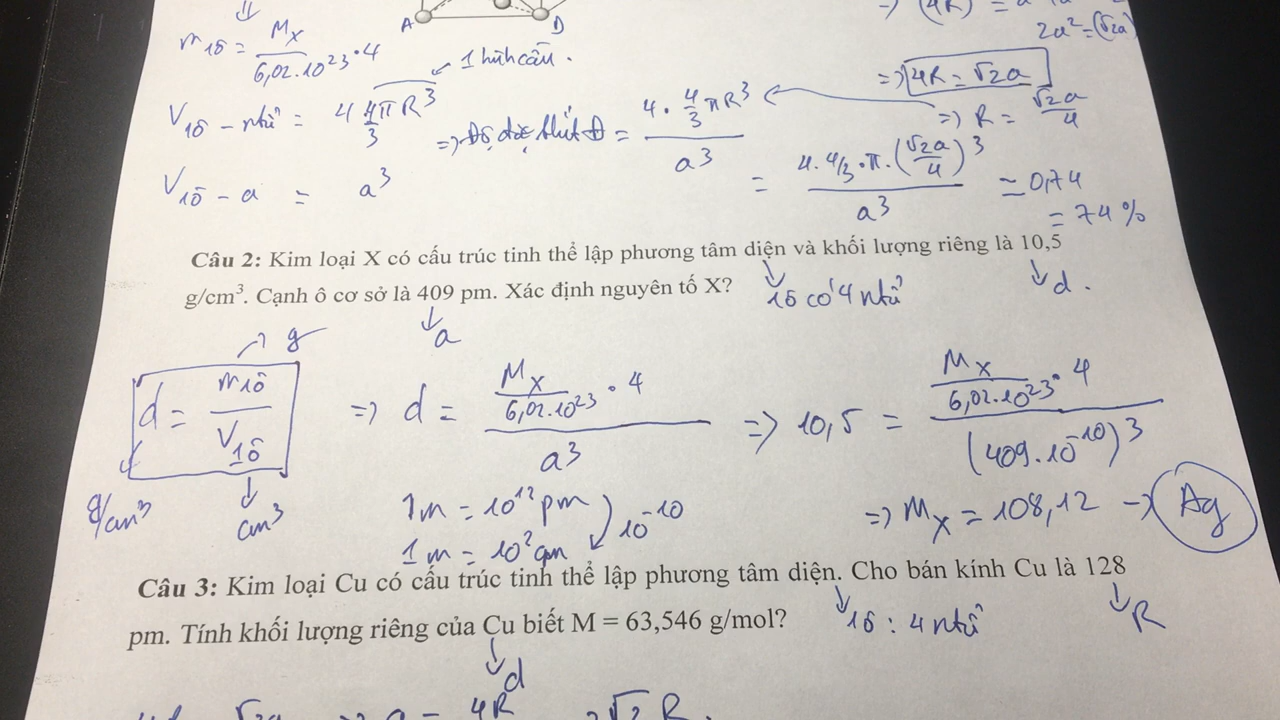 A
D
=> (4R) = a
2a² = (√2a)
m1ô = Mx / 6,02.10²³ • 4
1 hình cầu.
=> 4R = √2a
V1ô - ntử = 4 4/3 πR³
=> Độ đặc khít Đ = 4 • 4/3 πR³ / a³
=> R = √2a / 4
= 4.4/3•π.(√2a/4)³ / a³ ≃ 0,74
V1ô - a = a³
= 74%
Câu 2: Kim loại X có cấu trúc tinh thể lập phương tâm diện và khối lượng riêng là 10,5
g/cm³. Cạnh ô cơ sở là 409 pm. Xác định nguyên tố X?
1ô có 4 ntử
d.
a
g
d = m1ô / V1ô => d = Mx / 6,02.10²³ • 4 / a³ => 10,5 = Mx / 6,02.10²³ • 4 / (409.10⁻¹⁰)³
g/cm³
cm³
1m = 10¹² pm
10⁻¹⁰
1m = 10² cm
=> Mx = 108,12 -> Ag
Câu 3: Kim loại Cu có cấu trúc tinh thể lập phương tâm diện. Cho bán kính Cu là 128
pm. Tính khối lượng riêng của Cu biết M = 63,546 g/mol?
1ô : 4 ntử
R
d
√2a => a = 4R
√2 R.